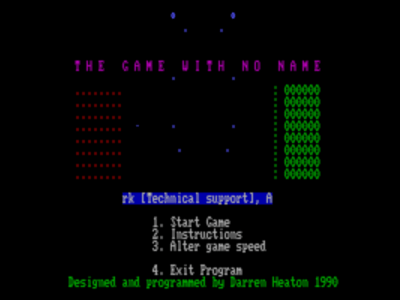 THE GAME WITH NO NAME
000000
000000
000000
000000
000000
000000
000000
000000
rk [Technical support], A
1. Start Game
2. Instructions
3. Alter game speed
4. Exit Program
Designed and programmed by Darren Heaton 1990